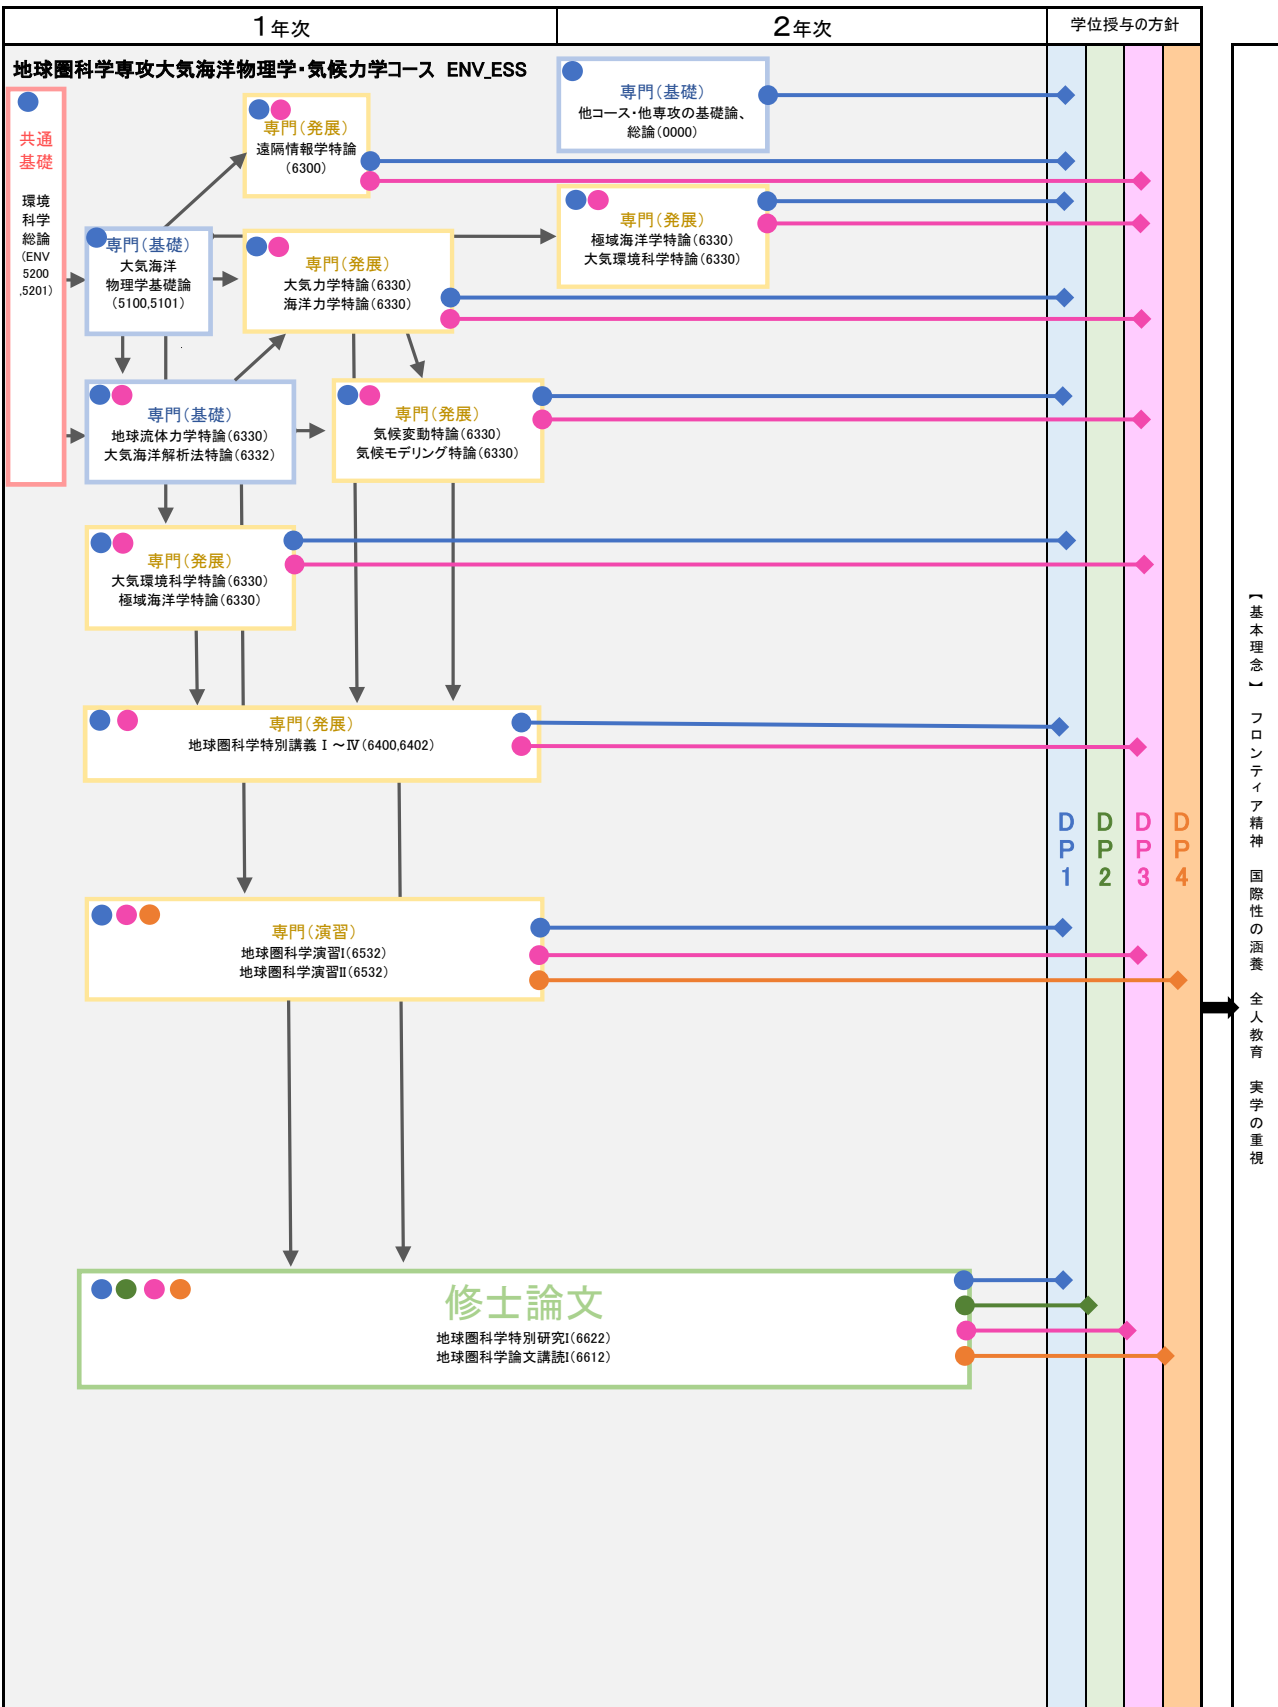 1年次
2年次
学位授与の方針
地球圏科学専攻大気海洋物理学・気候力学コース ENV_ESS
共通
基礎
環境
科学
総論
(ENV
5200
,5201)
専門(発展)
遠隔情報学特論
(6300)
専門(基礎)
他コース・他専攻の基礎論、
総論(0000)
専門(基礎)
大気海洋
物理学基礎論
(5100,5101)
専門(発展)
大気力学特論(6330)
海洋力学特論(6330)
専門(発展)
極域海洋学特論(6330)
大気環境科学特論(6330)
専門(基礎)
地球流体力学特論(6330)
大気海洋解析法特論(6332)
専門(発展)
気候変動特論(6330)
気候モデリング特論(6330)
専門(発展)
大気環境科学特論(6330)
極域海洋学特論(6330)
専門(発展)
地球圏科学特別講義Ⅰ~Ⅳ(6400,6402)
専門(演習)
地球圏科学演習I(6532)
地球圏科学演習II(6532)
修士論文
地球圏科学特別研究I(6622)
地球圏科学論文講読I(6612)
DP1
DP2
DP3
DP4
【基本理念】 フロンティア精神 国際性の涵養 全人教育 実学の重視